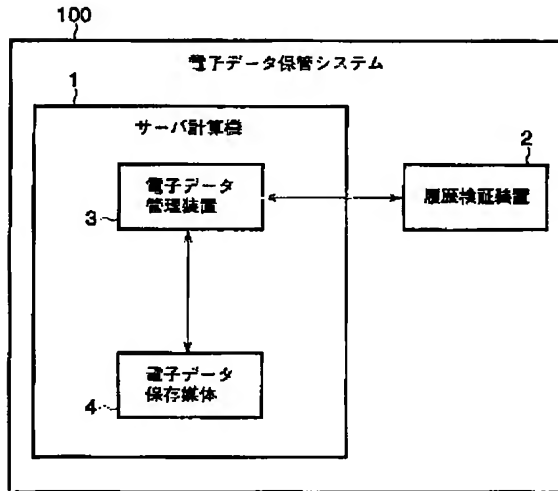 100
電子データ保管システム
1
サーバ計算機
電子データ
管理装置
3
2
履歴検証装置
電子データ
保存媒体
4